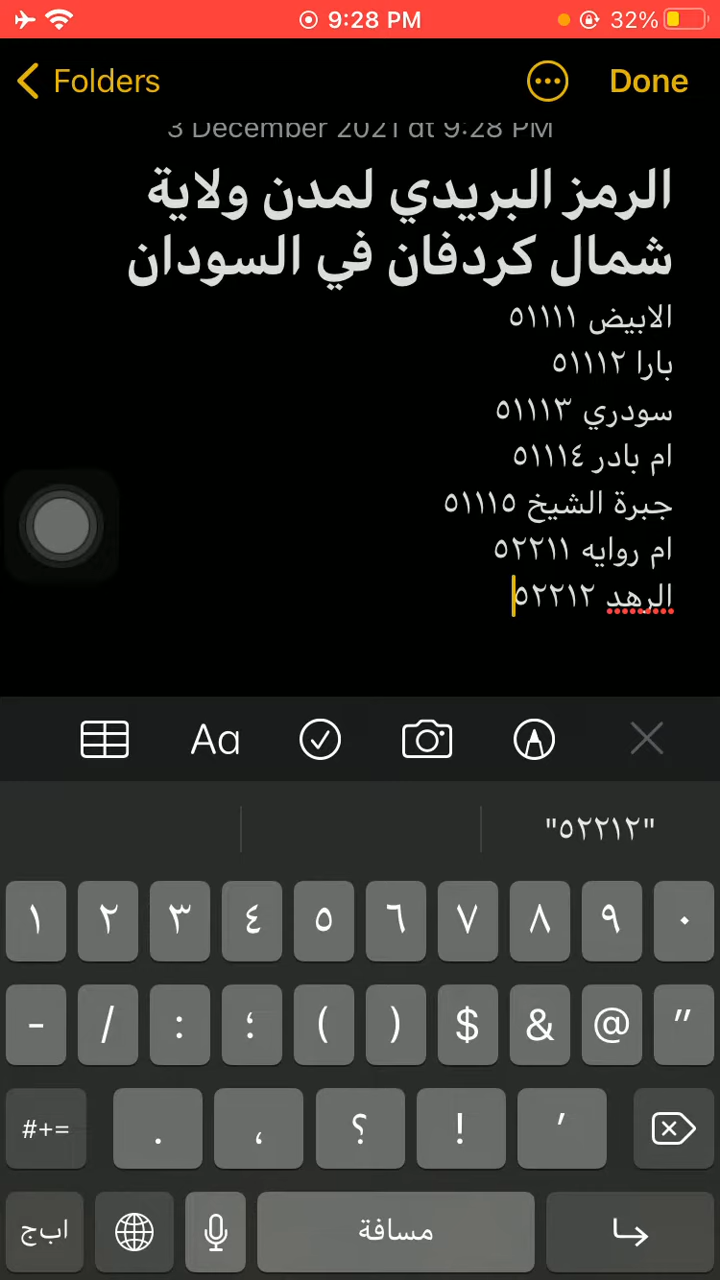 9:28 PM
32%
Folders
Done
3 December 2021 at 9:28 PM
الرمز البريدي لمدن ولاية
شمال كردفان في السودان
الابيض ٥١١١١
بارا ٥١١١٢
سودري ٥١١١٣
ام بادر ٥١١١٤
جبرة الشيخ ٥١١١٥
ام روايه ٥٢٢١١
الرهد ٥٢٢١٢
Aa
"٥٢٢١٢"
١ ٢ ٣ ٤ ٥ ٦ ٧ ٨ ٩ ٠
- / : ؛ ( ) $ & @ ”
#+= . ، ؟ ! ’
اب‌ج مسافة